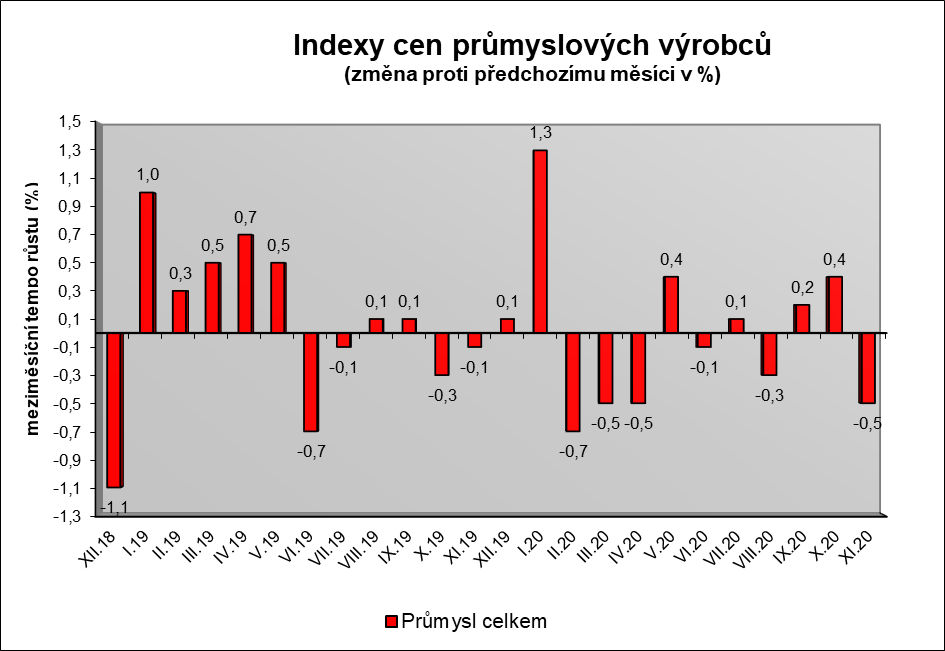 Indexy cen průmyslových výrobců
(změna proti předchozímu měsíci v %)
meziměsíční tempo růstu (%)
1,5
1,3
1,1
0,9
0,7
0,5
0,3
0,1
-0,1
-0,3
-0,5
-0,7
-0,9
-1,1
-1,3
-1,1
1,0
0,3
0,5
0,7
0,5
-0,7
-0,1
0,1
0,1
-0,3
-0,1
0,1
1,3
-0,7
-0,5
-0,5
0,4
-0,1
0,1
-0,3
0,2
0,4
-0,5
XII.18
I.19
II.19
III.19
IV.19
V.19
VI.19
VII.19
VIII.19
IX.19
X.19
XI.19
XII.19
I.20
II.20
III.20
IV.20
V.20
VI.20
VII.20
VIII.20
IX.20
X.20
XI.20
Průmysl celkem